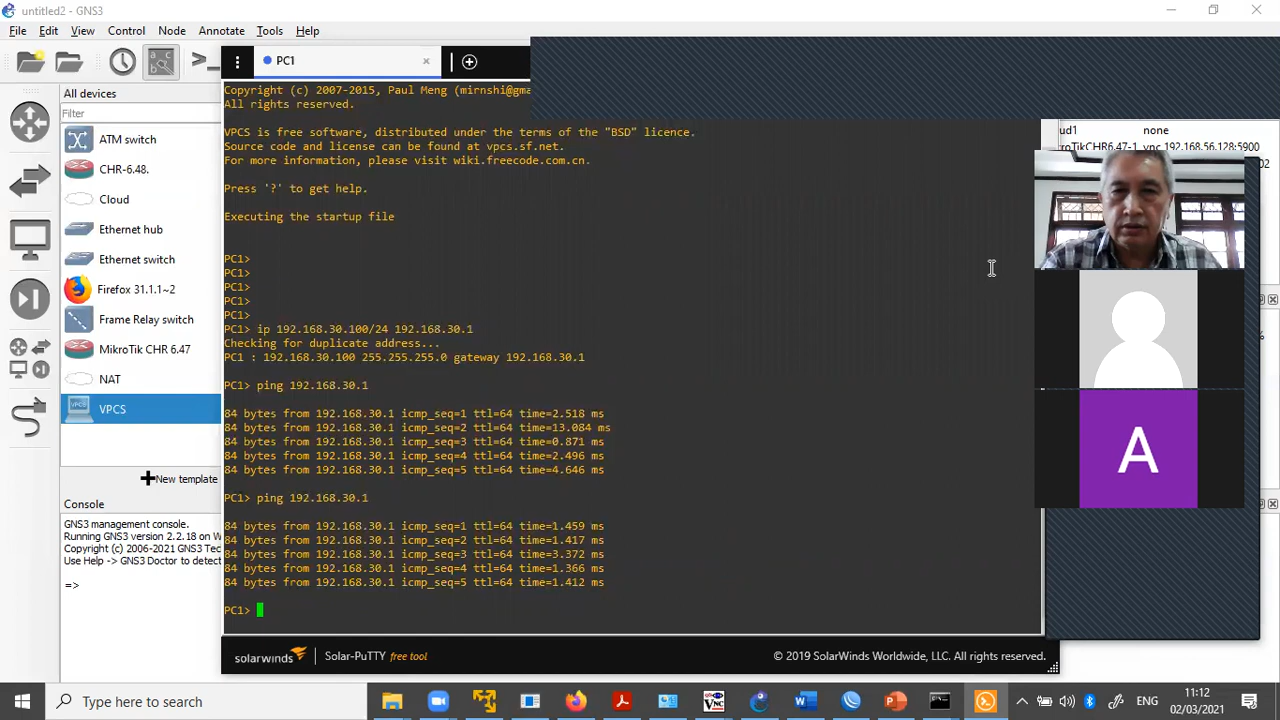 untitled2 - GNS3
File Edit View Control Node Annotate Tools Help
All devices
Filter
ATM switch
CHR-6.48.
Cloud
Ethernet hub
Ethernet switch
Firefox 31.1.1~2
Frame Relay switch
MikroTik CHR 6.47
NAT
VPCS
New template
Console
GNS3 management console.
Running GNS3 version 2.2.18 on W
Copyright (c) 2006-2021 GNS3 Tec
Use Help -> GNS3 Doctor to detect
=>
PC1
Copyright (c) 2007-2015, Paul Meng (mirnshi@gma
All rights reserved.
VPCS is free software, distributed under the terms of the "BSD" licence.
Source code and license can be found at vpcs.sf.net.
For more information, please visit wiki.freecode.com.cn.
Press '?' to get help.
Executing the startup file
PC1>
PC1>
PC1>
PC1>
PC1>
PC1> ip 192.168.30.100/24 192.168.30.1
Checking for duplicate address...
PC1 : 192.168.30.100 255.255.255.0 gateway 192.168.30.1
PC1> ping 192.168.30.1
84 bytes from 192.168.30.1 icmp_seq=1 ttl=64 time=2.518 ms
84 bytes from 192.168.30.1 icmp_seq=2 ttl=64 time=13.084 ms
84 bytes from 192.168.30.1 icmp_seq=3 ttl=64 time=0.871 ms
84 bytes from 192.168.30.1 icmp_seq=4 ttl=64 time=2.496 ms
84 bytes from 192.168.30.1 icmp_seq=5 ttl=64 time=4.646 ms
PC1> ping 192.168.30.1
84 bytes from 192.168.30.1 icmp_seq=1 ttl=64 time=1.459 ms
84 bytes from 192.168.30.1 icmp_seq=2 ttl=64 time=1.417 ms
84 bytes from 192.168.30.1 icmp_seq=3 ttl=64 time=3.372 ms
84 bytes from 192.168.30.1 icmp_seq=4 ttl=64 time=1.366 ms
84 bytes from 192.168.30.1 icmp_seq=5 ttl=64 time=1.412 ms
PC1>
solarwinds Solar-PuTTY free tool © 2019 SolarWinds Worldwide, LLC. All rights reserved.
ud1 none
roTikCHR6.47-1 vnc 192.168.56.128:5900
02
A
Type here to search
ENG
11:12
02/03/2021